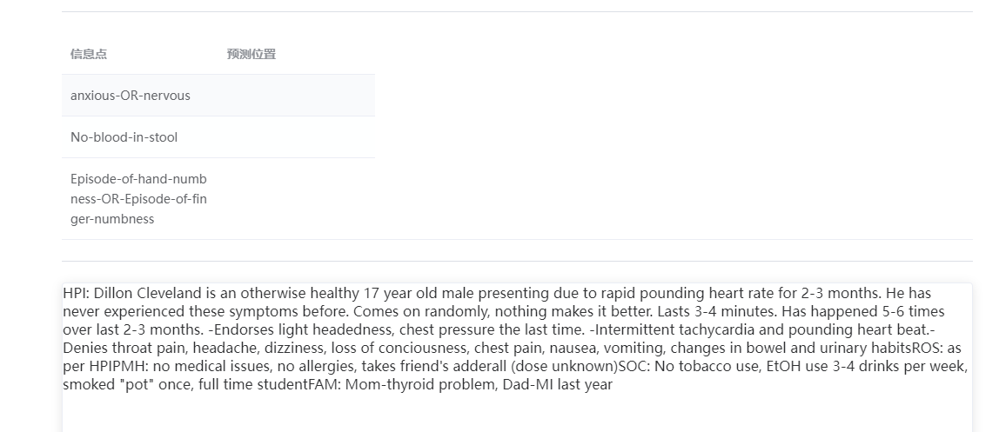 信息点 预测位置
anxious-OR-nervous
No-blood-in-stool
Episode-of-hand-numb
ness-OR-Episode-of-fin
ger-numbness
HPI: Dillon Cleveland is an otherwise healthy 17 year old male presenting due to rapid pounding heart rate for 2-3 months. He has
never experienced these symptoms before. Comes on randomly, nothing makes it better. Lasts 3-4 minutes. Has happened 5-6 times
over last 2-3 months. -Endorses light headedness, chest pressure the last time. -Intermittent tachycardia and pounding heart beat.-
Denies throat pain, headache, dizziness, loss of conciousness, chest pain, nausea, vomiting, changes in bowel and urinary habitsROS: as
per HPIPMH: no medical issues, no allergies, takes friend's adderall (dose unknown)SOC: No tobacco use, EtOH use 3-4 drinks per week,
smoked "pot" once, full time studentFAM: Mom-thyroid problem, Dad-MI last year